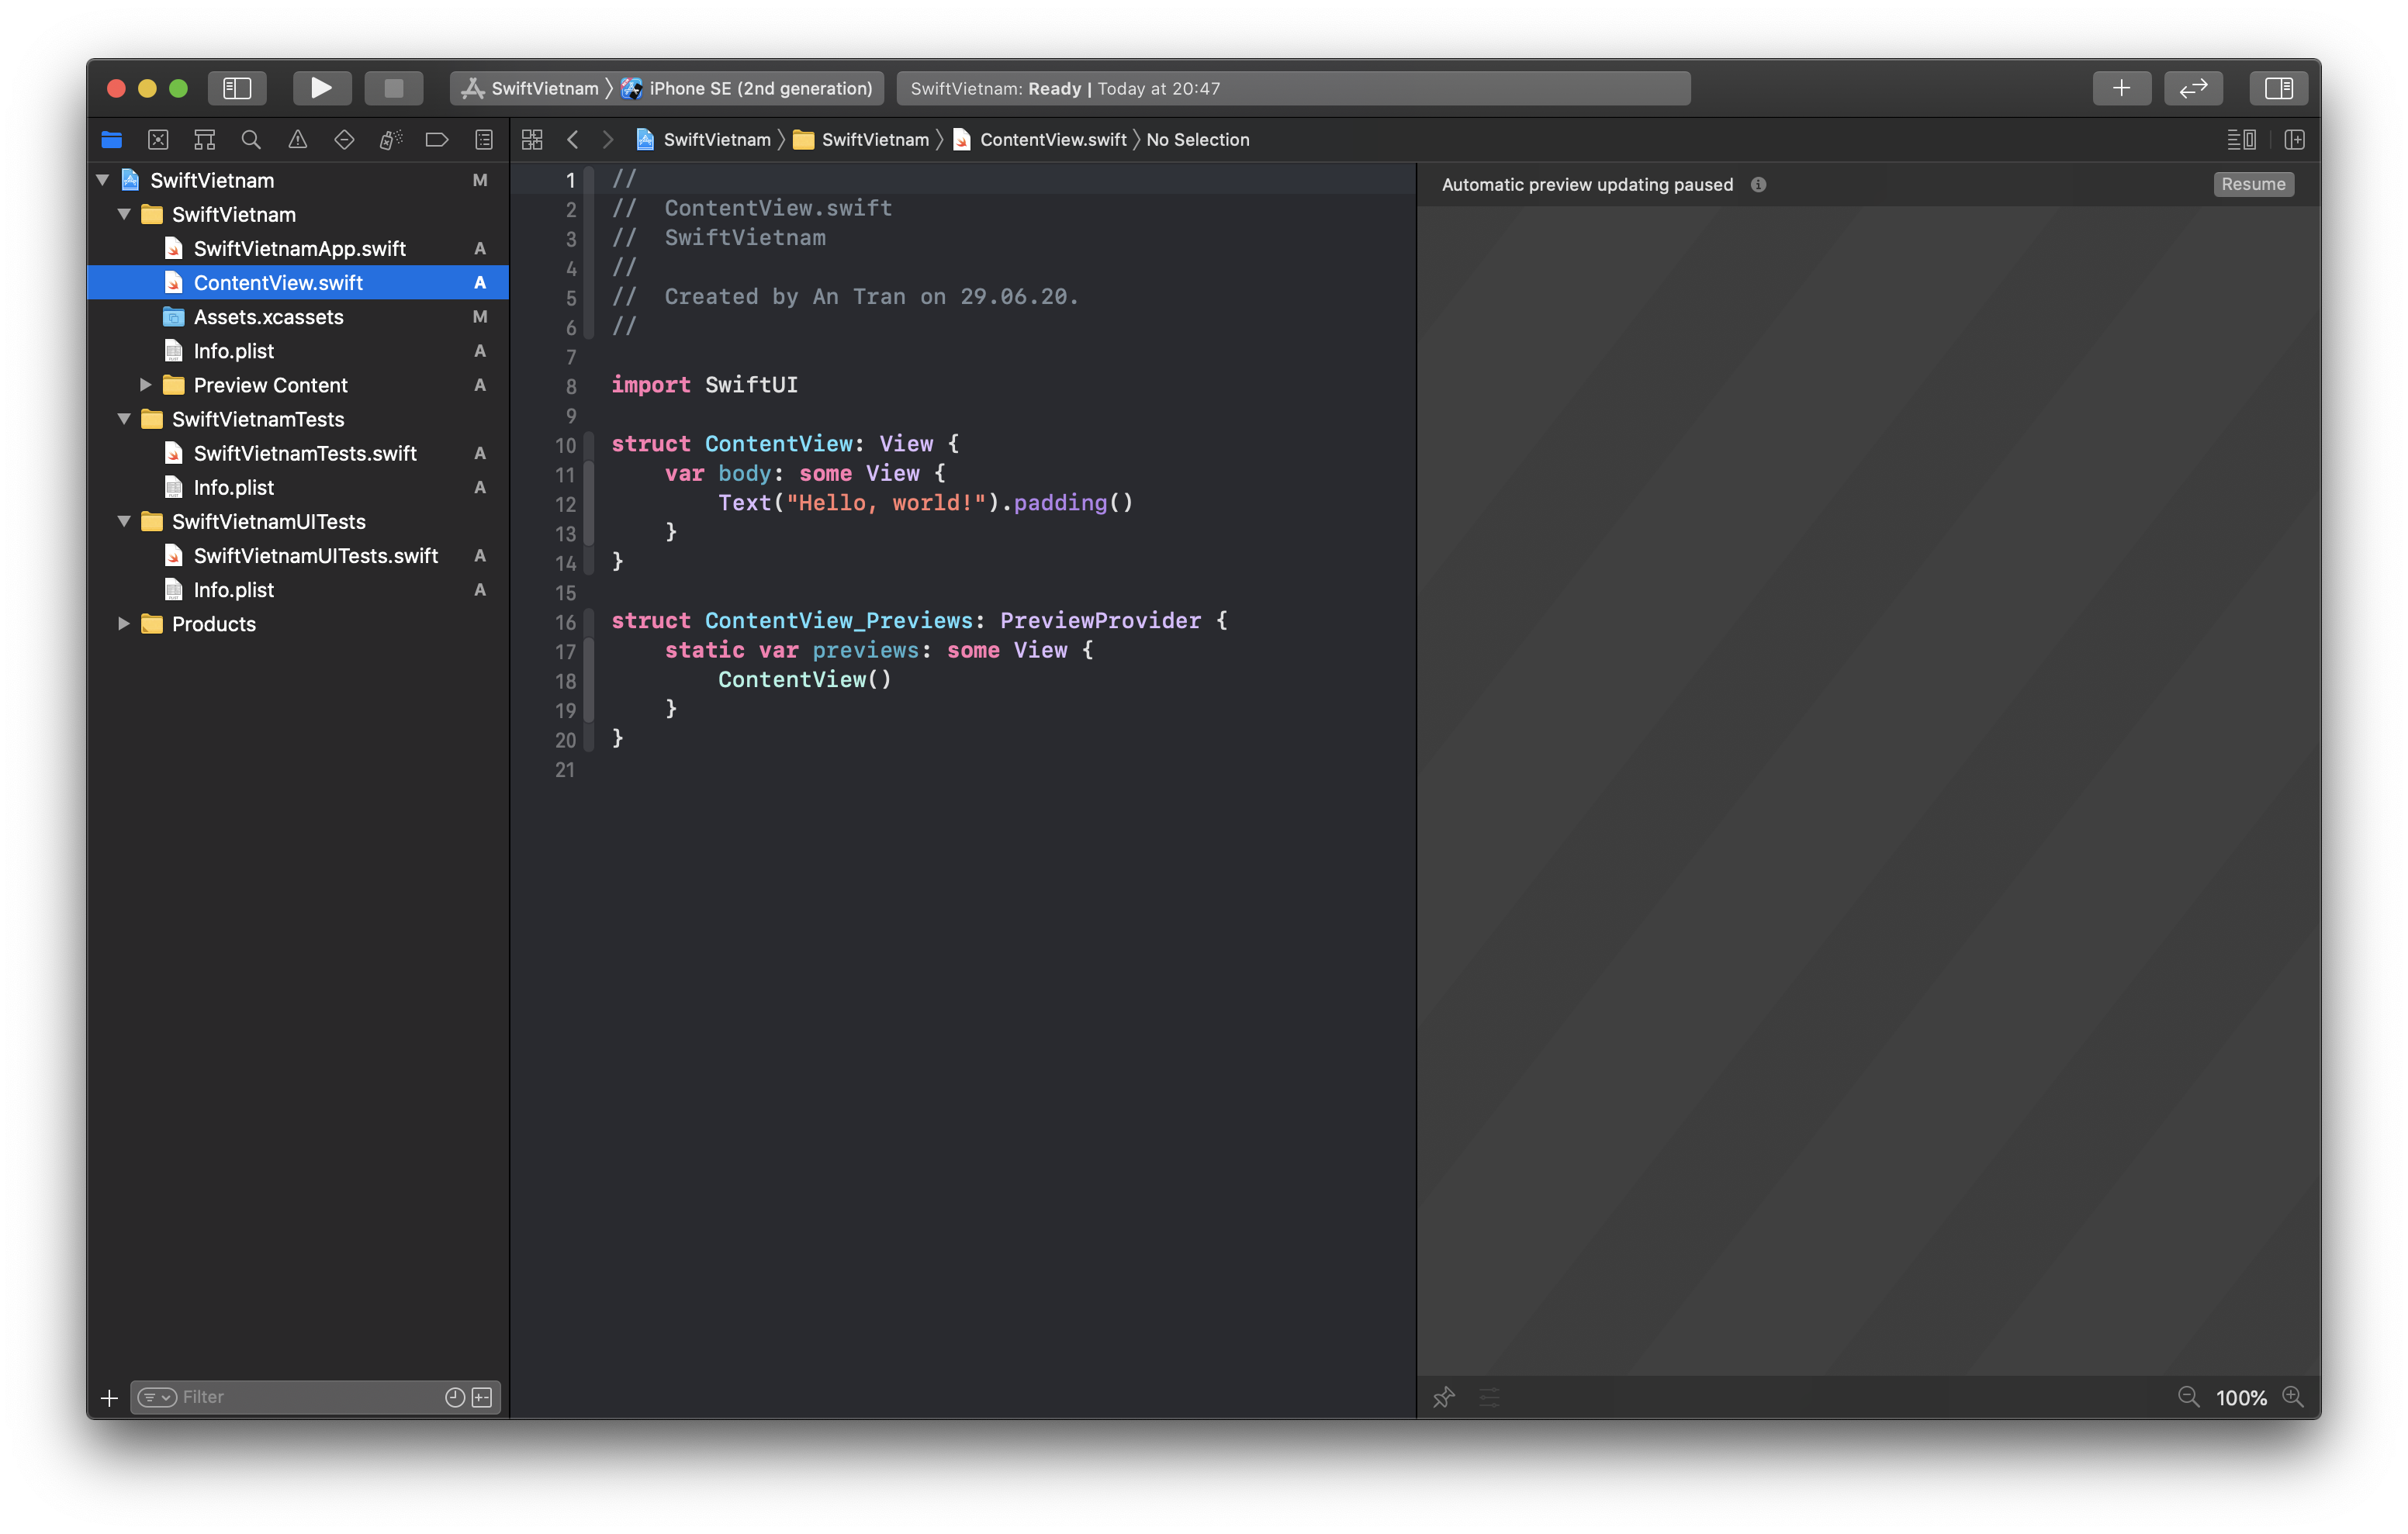 SwiftVietnam 〉 iPhone SE (2nd generation)
SwiftVietnam: Ready | Today at 20:47
SwiftVietnam 〉 SwiftVietnam 〉 ContentView.swift 〉 No Selection
SwiftVietnam M
SwiftVietnam
SwiftVietnamApp.swift A
ContentView.swift A
Assets.xcassets M
Info.plist A
Preview Content A
SwiftVietnamTests
SwiftVietnamTests.swift A
Info.plist A
SwiftVietnamUITests
SwiftVietnamUITests.swift A
Info.plist A
Products
Filter
1 //
2 //  ContentView.swift
3 //  SwiftVietnam
4 //
5 //  Created by An Tran on 29.06.20.
6 //
7
8 import SwiftUI
9
10 struct ContentView: View {
11     var body: some View {
12         Text("Hello, world!").padding()
13     }
14 }
15
16 struct ContentView_Previews: PreviewProvider {
17     static var previews: some View {
18         ContentView()
19     }
20 }
21
Automatic preview updating paused
Resume
100%